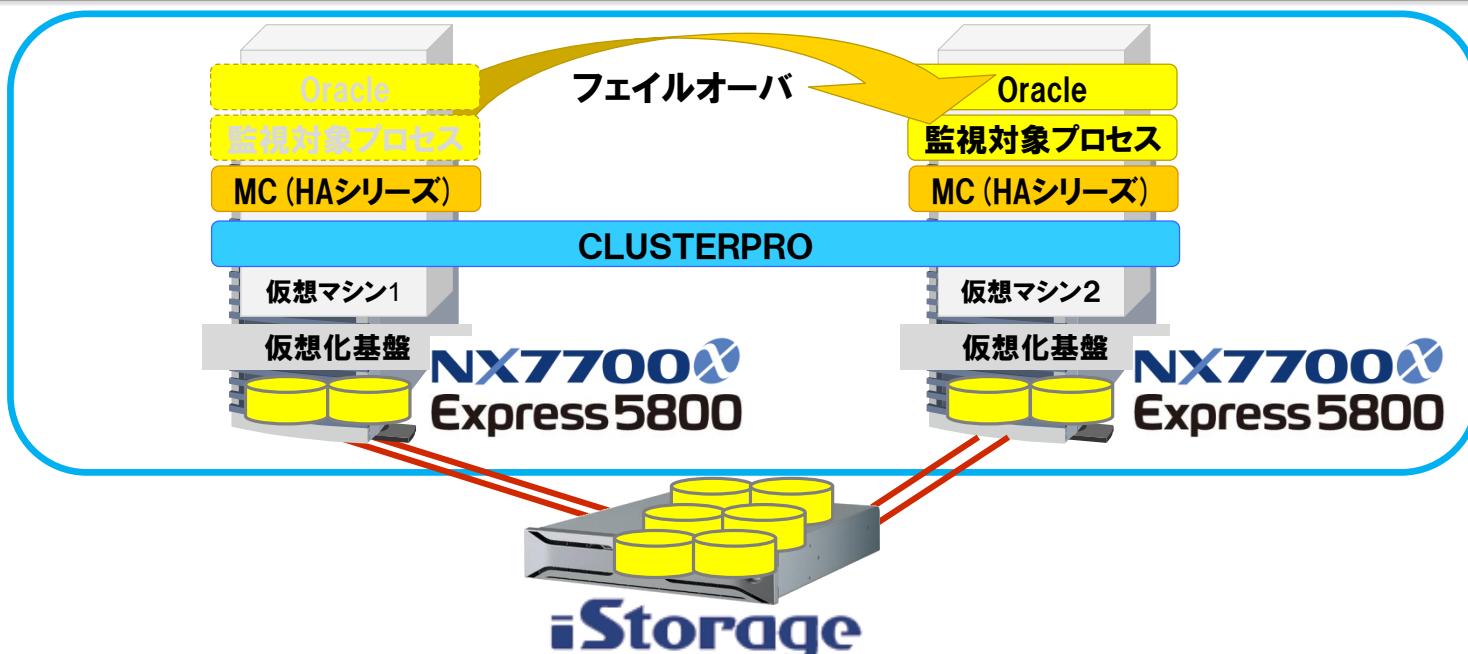 Oracle
フェイルオーバ
Oracle
監視対象プロセス
監視対象プロセス
MC (HAシリーズ)
MC (HAシリーズ)
CLUSTERPRO
仮想マシン1
仮想マシン２
仮想化基盤
仮想化基盤
NX7700X
Express5800
NX7700X
Express5800
iStorage